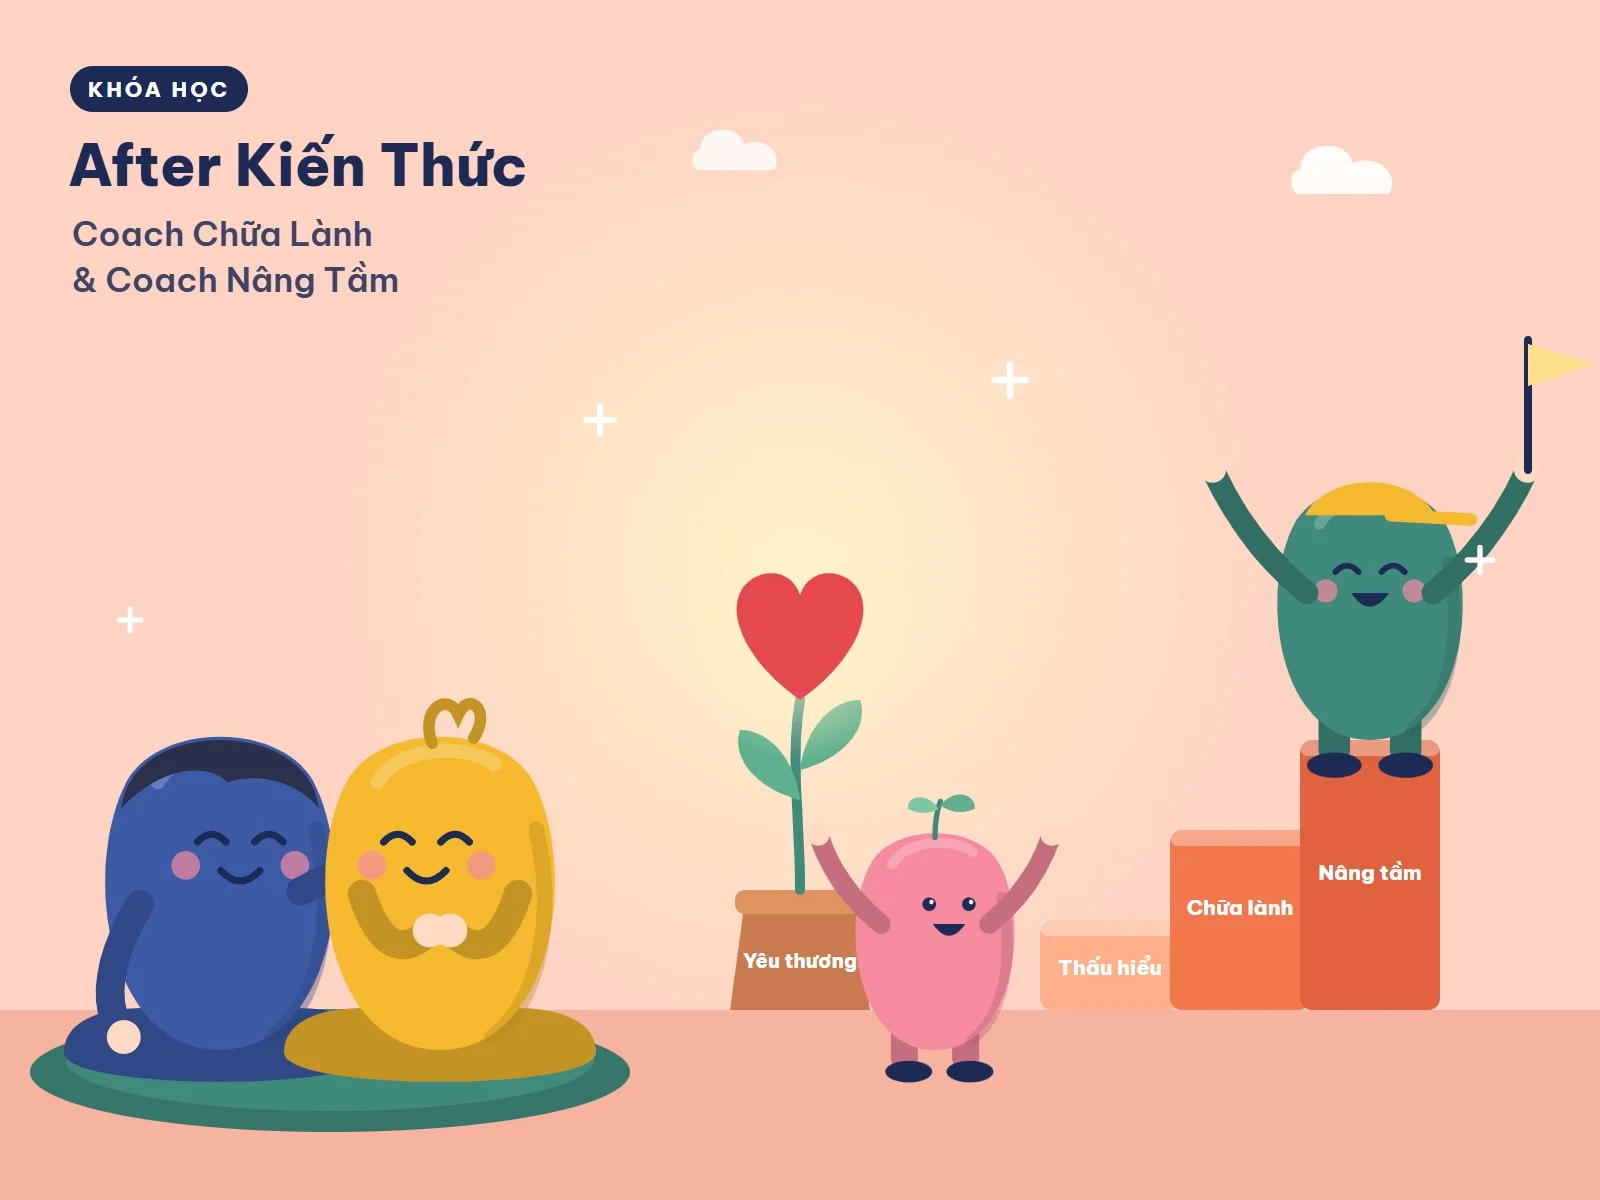 KHÓA HỌC
After Kiến Thức
Coach Chữa Lành
& Coach Nâng Tầm
Yêu thương
Thấu hiểu
Chữa lành
Nâng tầm